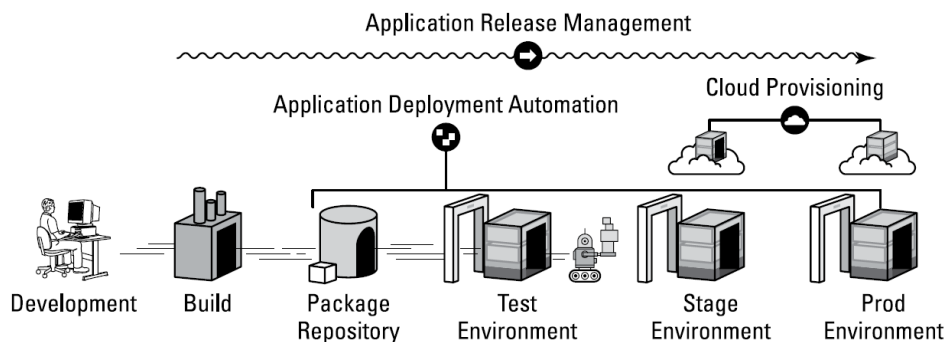 Application Release Management
Cloud Provisioning
Application Deployment Automation
Development
Build
Package
Repository
Test
Environment
Stage
Environment
Prod
Environment